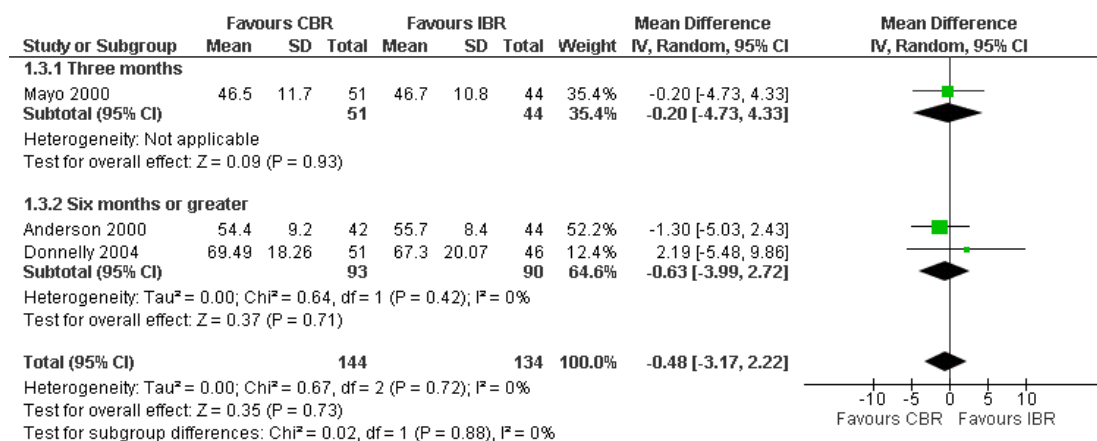 Favours CBR Favours IBR Mean Difference Mean Difference
Study or Subgroup Mean SD Total Mean SD Total Weight IV, Random, 95% CI IV, Random, 95% CI
1.3.1 Three months
Mayo 2000 46.5 11.7 51 46.7 10.8 44 35.4% -0.20 [-4.73, 4.33]
Subtotal (95% CI) 51 44 35.4% -0.20 [-4.73, 4.33]
Heterogeneity: Not applicable
Test for overall effect: Z = 0.09 (P = 0.93)
1.3.2 Six months or greater
Anderson 2000 54.4 9.2 42 55.7 8.4 44 52.2% -1.30 [-5.03, 2.43]
Donnelly 2004 69.49 18.26 51 67.3 20.07 46 12.4% 2.19 [-5.48, 9.86]
Subtotal (95% CI) 93 90 64.6% -0.63 [-3.99, 2.72]
Heterogeneity: Tau² = 0.00; Chi² = 0.64, df = 1 (P = 0.42); I² = 0%
Test for overall effect: Z = 0.37 (P = 0.71)
Total (95% CI) 144 134 100.0% -0.48 [-3.17, 2.22]
Heterogeneity: Tau² = 0.00; Chi² = 0.67, df = 2 (P = 0.72); I² = 0%
Test for overall effect: Z = 0.35 (P = 0.73)
Test for subgroup differences: Chi² = 0.02, df = 1 (P = 0.88), I² = 0%
-10 -5 0 5 10
Favours CBR Favours IBR